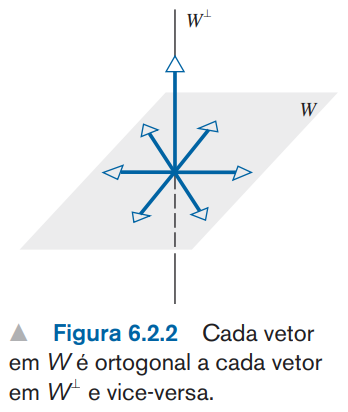 W⊥
W
▲ Figura 6.2.2 Cada vetor
em W é ortogonal a cada vetor
em W⊥ e vice-versa.